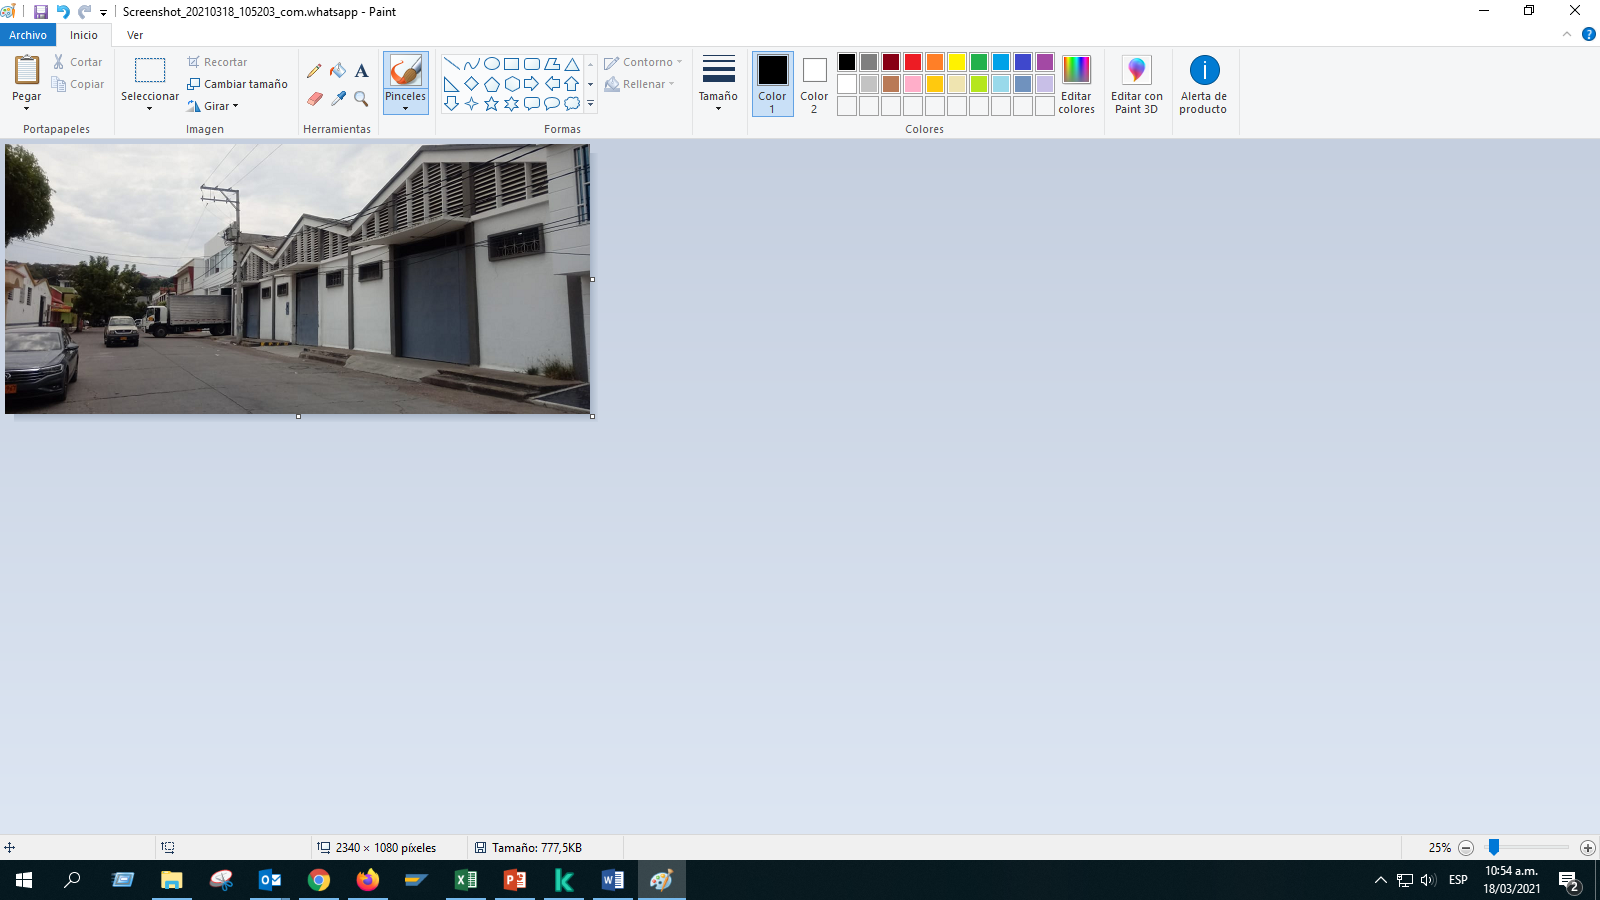 Screenshot_20210318_105203_com.whatsapp - Paint
Archivo Inicio Ver
Pegar
Cortar
Copiar
Portapapeles
Seleccionar
Recortar
Cambiar tamaño
Girar
Imagen
A
Herramientas
Pinceles
Contorno
Rellenar
Formas
Tamaño
Color
1
Color
2
Editar
colores
Colores
Editar con
Paint 3D
Alerta de
producto
2340 × 1080 píxeles
Tamaño: 777,5KB
25%
ESP
10:54 a.m.
18/03/2021
2